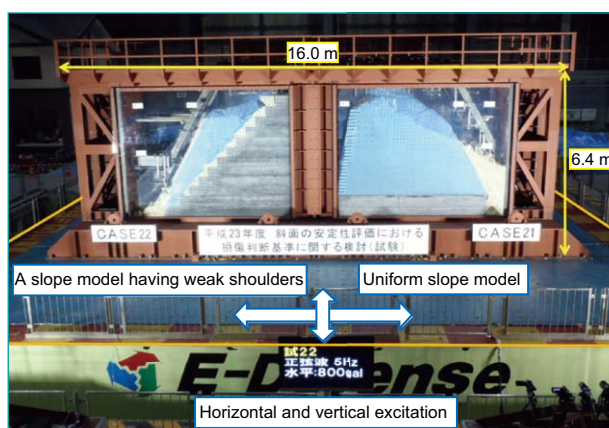 16.0 m
6.4 m
CASE22
平成23年度 斜面の安定性評価における
損傷判断基準に関する検討(試験)
CASE21
A slope model having weak shoulders
Uniform slope model
試22
正弦波 5Hz
水平:800gal
E-Defense
Horizontal and vertical excitation